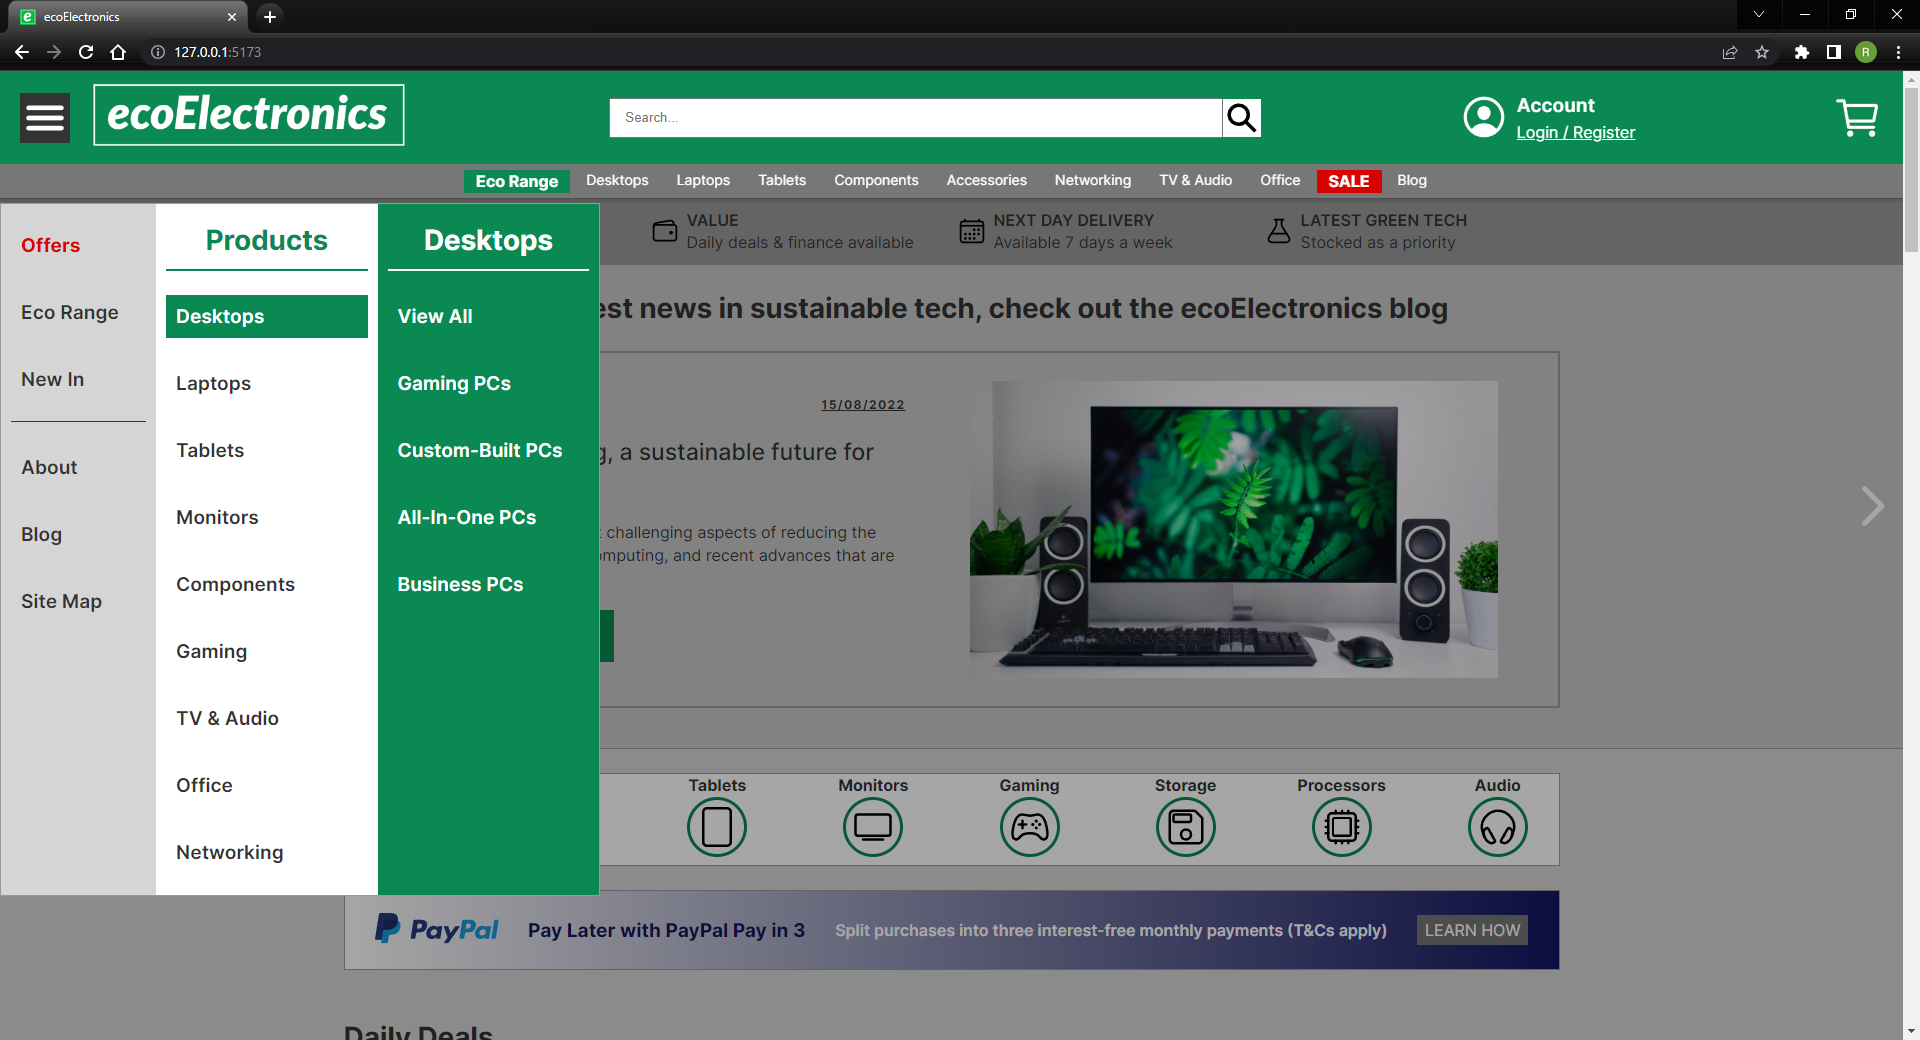 ecoElectronics
127.0.0.1:5173
R
ecoElectronics
Search...
Account
Login / Register
Eco Range Desktops Laptops Tablets Components Accessories Networking TV & Audio Office SALE Blog
VALUE
Daily deals & finance available
NEXT DAY DELIVERY
Available 7 days a week
LATEST GREEN TECH
Stocked as a priority
Offers
Eco Range
New In
About
Blog
Site Map
Products
Desktops
Laptops
Tablets
Monitors
Components
Gaming
TV & Audio
Office
Networking
Desktops
View All
Gaming PCs
Custom-Built PCs
All-In-One PCs
Business PCs
news in sustainable tech, check out the ecoElectronics blog
15/08/2022
, a sustainable future for
challenging aspects of reducing the
, and recent advances that are
Tablets Monitors Gaming Storage Processors Audio
PayPal Pay Later with PayPal Pay in 3 Split purchases into three interest-free monthly payments (T&Cs apply) LEARN HOW
Daily Deals